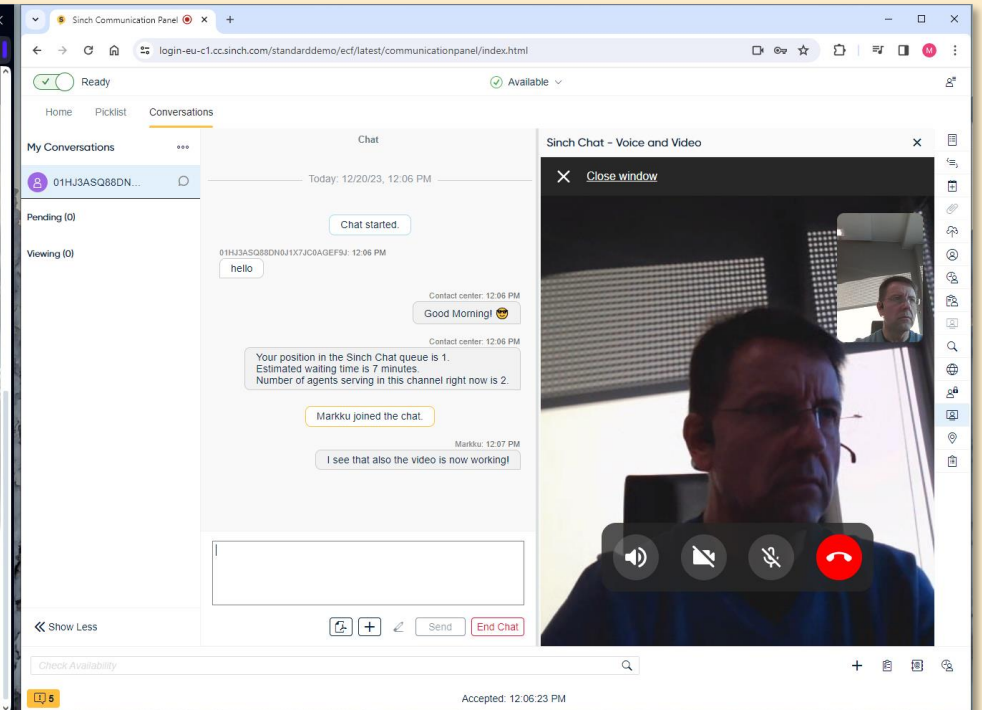 Sinch Communication Panel
login-eu-c1.cc.sinch.com/standarddemo/ecf/latest/communicationpanel/index.html
M
Ready
Available
Home Picklist Conversations
My Conversations
01HJ3ASQ88DN...
Pending (0)
Viewing (0)
Show Less
Chat
Today: 12/20/23, 12:06 PM
Chat started.
01HJ3ASQ88DN0J1X7JC0AGEF9J: 12:06 PM
hello
Contact center: 12:06 PM
Good Morning! 😎
Contact center: 12:06 PM
Your position in the Sinch Chat queue is 1.
Estimated waiting time is 7 minutes.
Number of agents serving in this channel right now is 2.
Markku joined the chat.
Markku: 12:07 PM
I see that also the video is now working!
Send End Chat
Sinch Chat - Voice and Video
Close window
Check Availability
5
Accepted: 12:06:23 PM